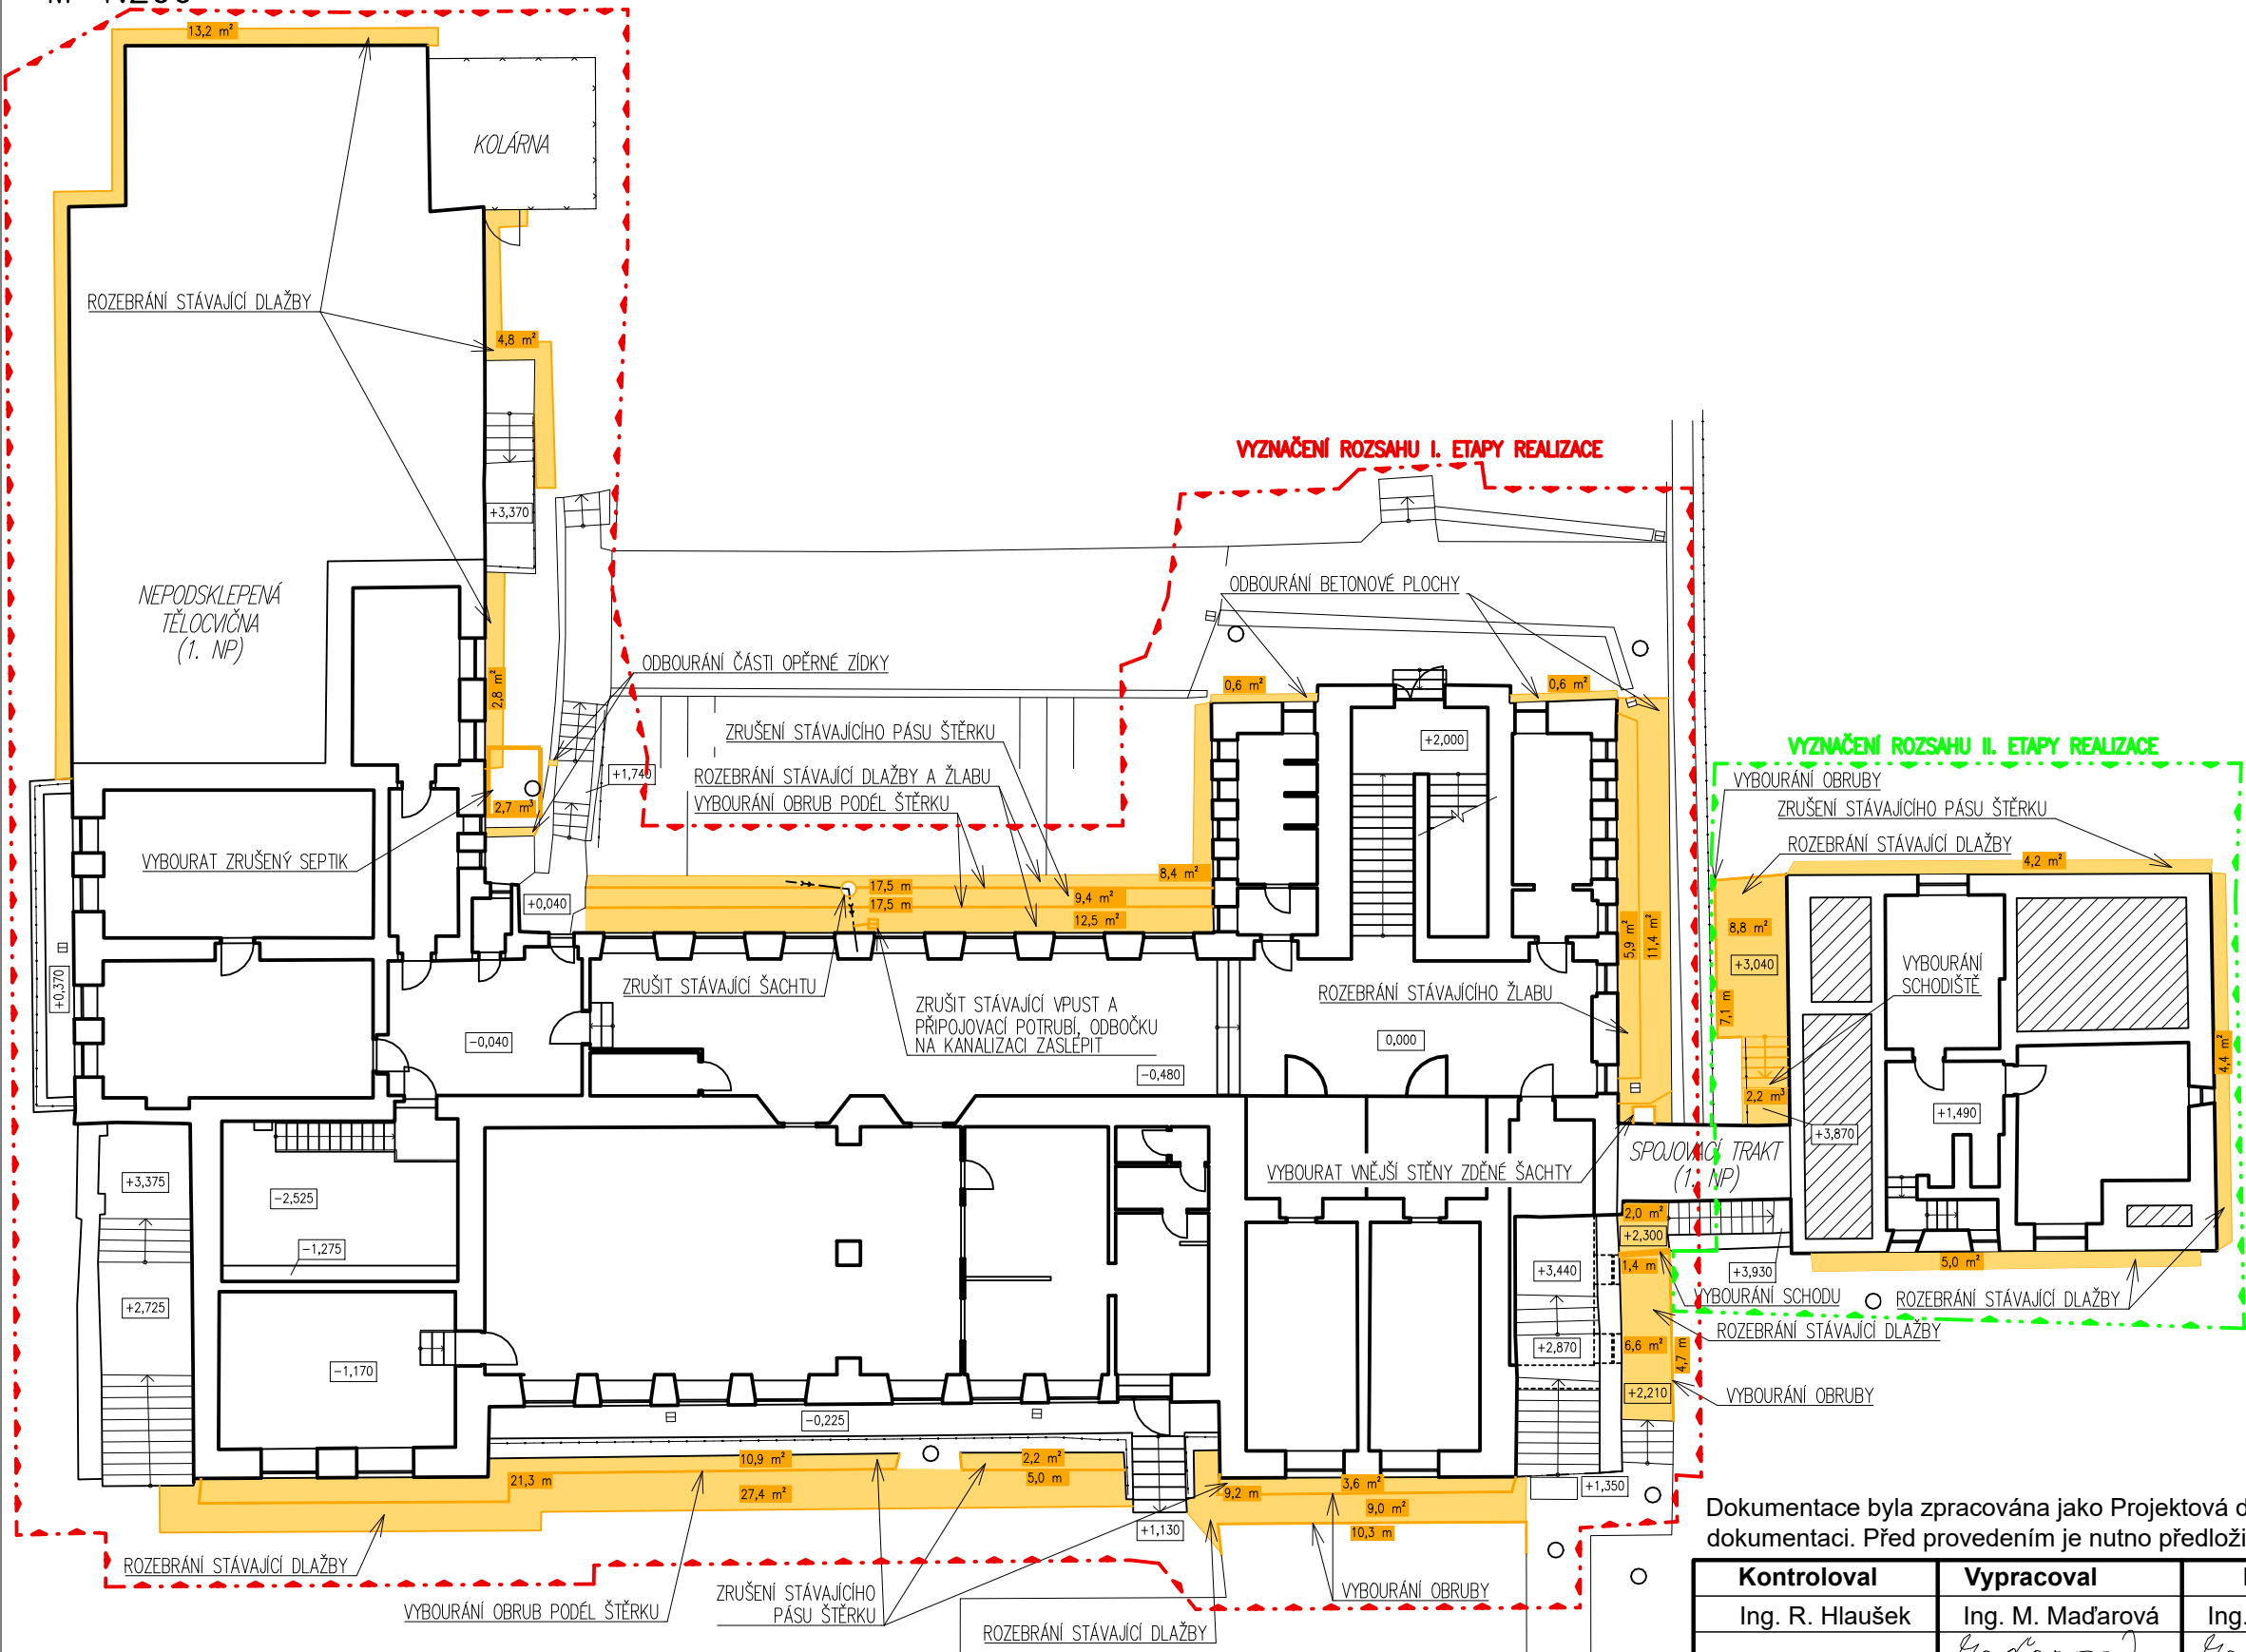 13,2 m²
KOLÁRNA
ROZEBRÁNÍ STÁVAJÍCÍ DLAŽBY
4,8 m²
VYZNAČENÍ ROZSAHU I. ETAPY REALIZACE
+3,370
NEPODSKLEPENÁ
TĚLOCVIČNA
(1. NP)
ODBOURÁNÍ BETONOVÉ PLOCHY
ODBOURÁNÍ ČÁSTI OPĚRNÉ ZÍDKY
2,8 m²
0,6 m²
0,6 m²
ZRUŠENÍ STÁVAJÍCÍHO PÁSU ŠTĚRKU
+2,000
VYZNAČENÍ ROZSAHU II. ETAPY REALIZACE
+1,740
ROZEBRÁNÍ STÁVAJÍCÍ DLAŽBY A ŽLABU
VYBOURÁNÍ OBRUBY
2,7 m³
VYBOURÁNÍ OBRUB PODÉL ŠTĚRKU
ZRUŠENÍ STÁVAJÍCÍHO PÁSU ŠTĚRKU
ROZEBRÁNÍ STÁVAJÍCÍ DLAŽBY
VYBOURAT ZRUŠENÝ SEPTIK
4,2 m²
8,4 m²
17,5 m
9,4 m²
+0,040
17,5 m
12,5 m²
5,9 m²
11,4 m²
8,8 m²
+3,040
VYBOURÁNÍ
SCHODIŠTĚ
+0,370
ZRUŠIT STÁVAJÍCÍ ŠACHTU
ROZEBRÁNÍ STÁVAJÍCÍHO ŽLABU
ZRUŠIT STÁVAJÍCÍ VPUST A
PŘIPOJOVACÍ POTRUBÍ, ODBOČKU
NA KANALIZACI ZASLEPIT
7,1 m
-0,040
0,000
4,4 m²
-0,480
2,2 m³
+1,490
+3,870
SPOJOVACÍ TRAKT
(1. NP)
VYBOURAT VNĚJŠÍ STĚNY ZDĚNÉ ŠACHTY
+3,375
-2,525
2,0 m²
+2,300
-1,275
5,0 m²
1,4 m
+3,440
+3,930
+2,725
VYBOURÁNÍ SCHODU
ROZEBRÁNÍ STÁVAJÍCÍ DLAŽBY
ROZEBRÁNÍ STÁVAJÍCÍ DLAŽBY
6,6 m²
4,7 m
+2,870
-1,170
+2,210
VYBOURÁNÍ OBRUBY
-0,225
10,9 m²
2,2 m²
21,3 m
5,0 m
27,4 m²
3,6 m²
9,2 m
9,0 m²
10,3 m
+1,350
+1,130
Dokumentace byla zpracována jako Projektová d
dokumentaci. Před provedením je nutno předloži
ROZEBRÁNÍ STÁVAJÍCÍ DLAŽBY
VYBOURÁNÍ OBRUB PODÉL ŠTĚRKU
ZRUŠENÍ STÁVAJÍCÍHO
PÁSU ŠTĚRKU
VYBOURÁNÍ OBRUBY
ROZEBRÁNÍ STÁVAJÍCÍ DLAŽBY
Kontroloval Vypracoval
Ing. R. Hlaušek Ing. M. Maďarová Ing.